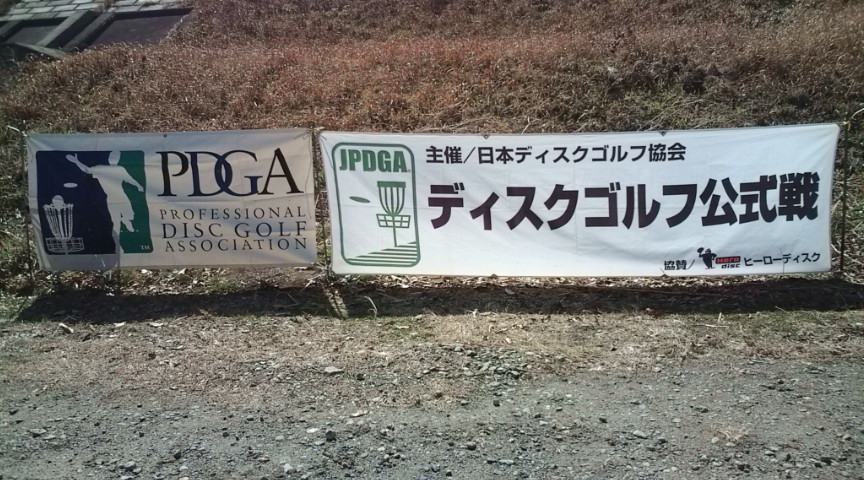 PDGA
PROFESSIONAL
DISC GOLF
ASSOCIATION
TM
JPDGA
主催/日本ディスクゴルフ協会
ディスクゴルフ公式戦
協賛/ Hero disc ヒーローディスク